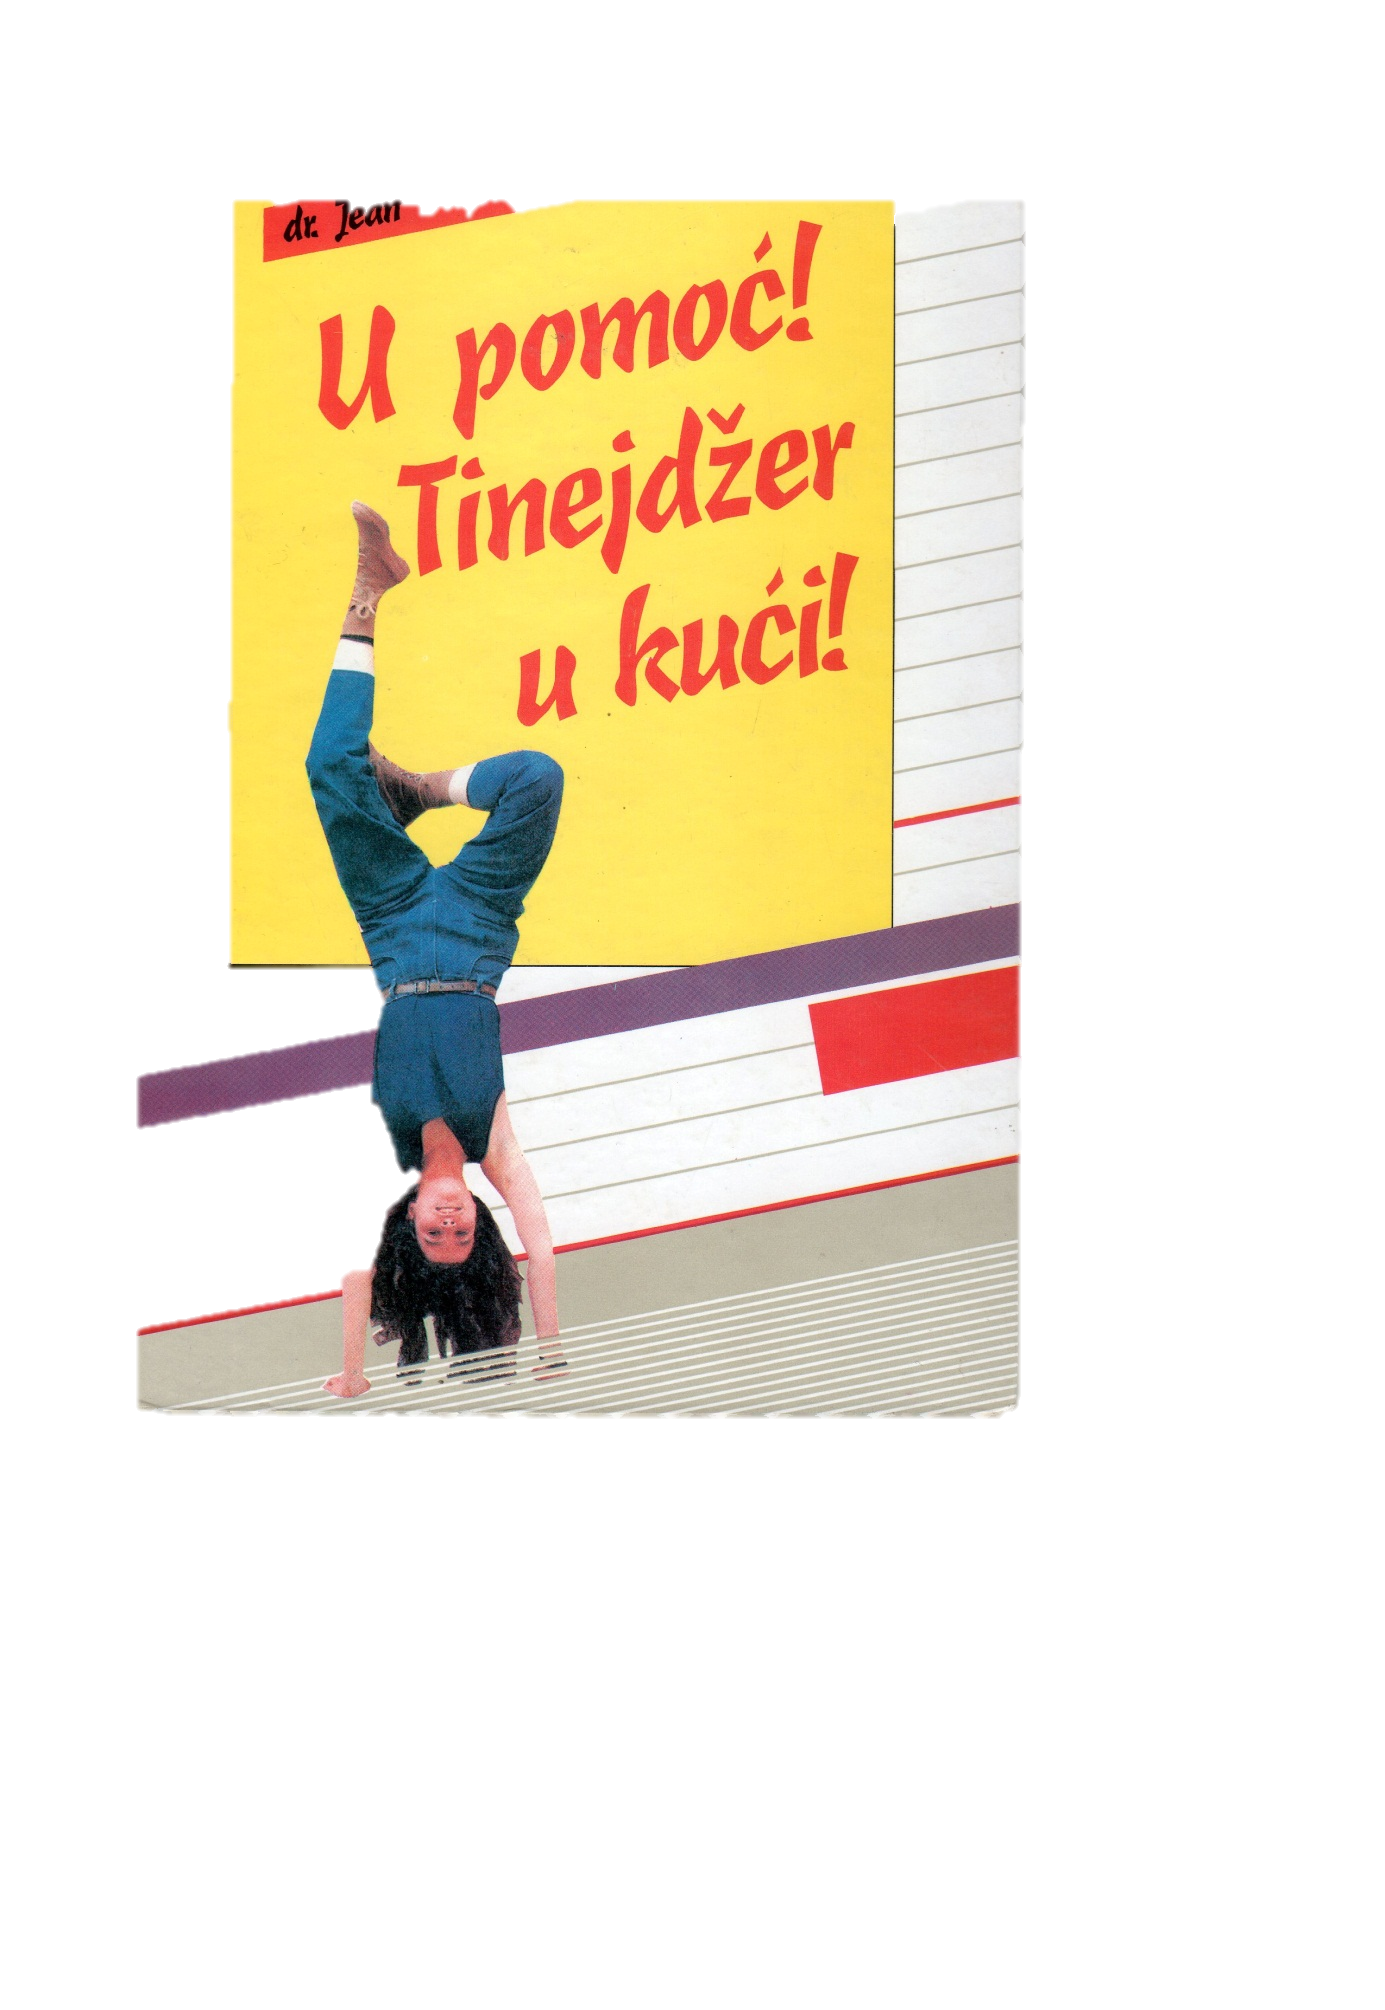 dr. Jean
U pomoć!
Tinejdžer
u kući!